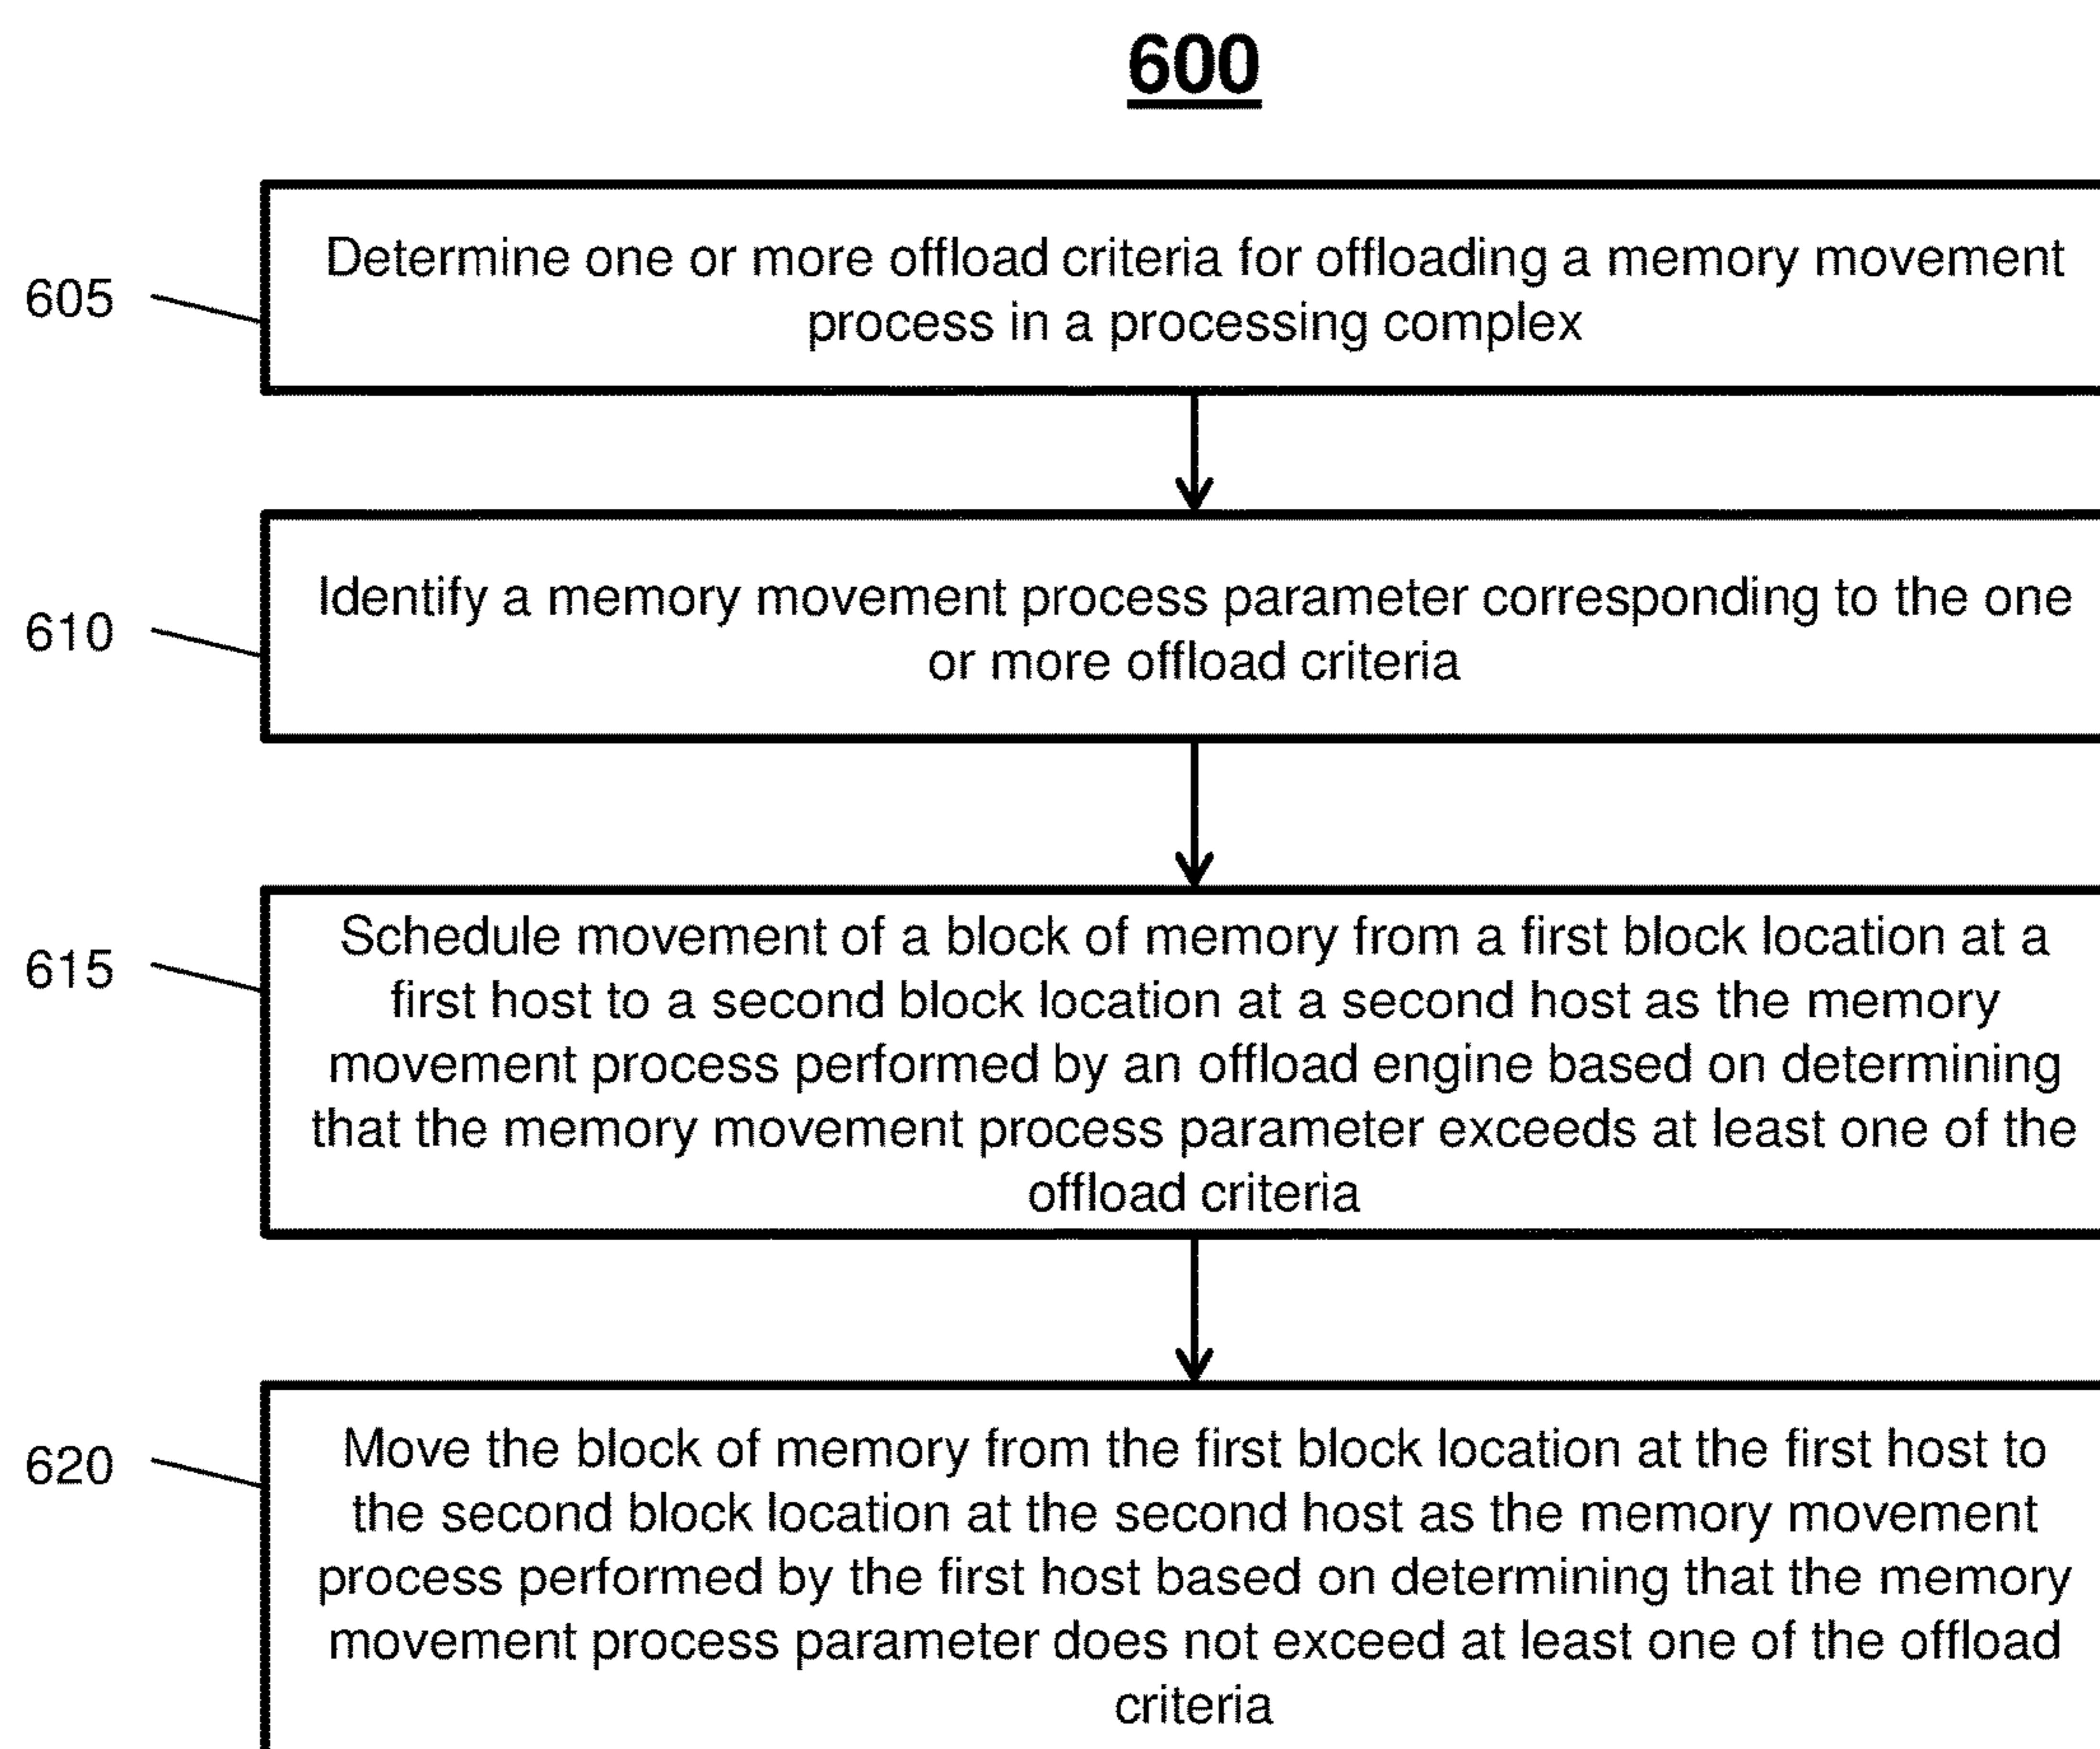 600
605
Determine one or more offload criteria for offloading a memory movement
process in a processing complex
610
Identify a memory movement process parameter corresponding to the one
or more offload criteria
615
Schedule movement of a block of memory from a first block location at a
first host to a second block location at a second host as the memory
movement process performed by an offload engine based on determining
that the memory movement process parameter exceeds at least one of the
offload criteria
620
Move the block of memory from the first block location at the first host to
the second block location at the second host as the memory movement
process performed by the first host based on determining that the memory
movement process parameter does not exceed at least one of the offload
criteria